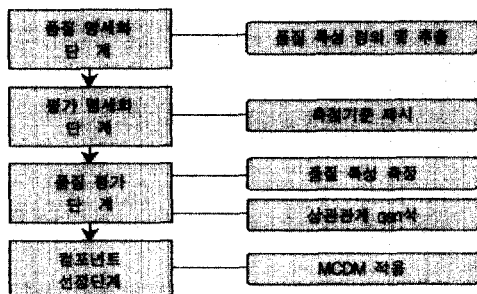 품질 명세화
단 계
품질 특성 정의 및 추출
평가 명세화
단 계
측정기준 제시
품질 평가
단 계
품질 특성 측정
상관관계 분석
컴포넌트
선정단계
MCDM 적용